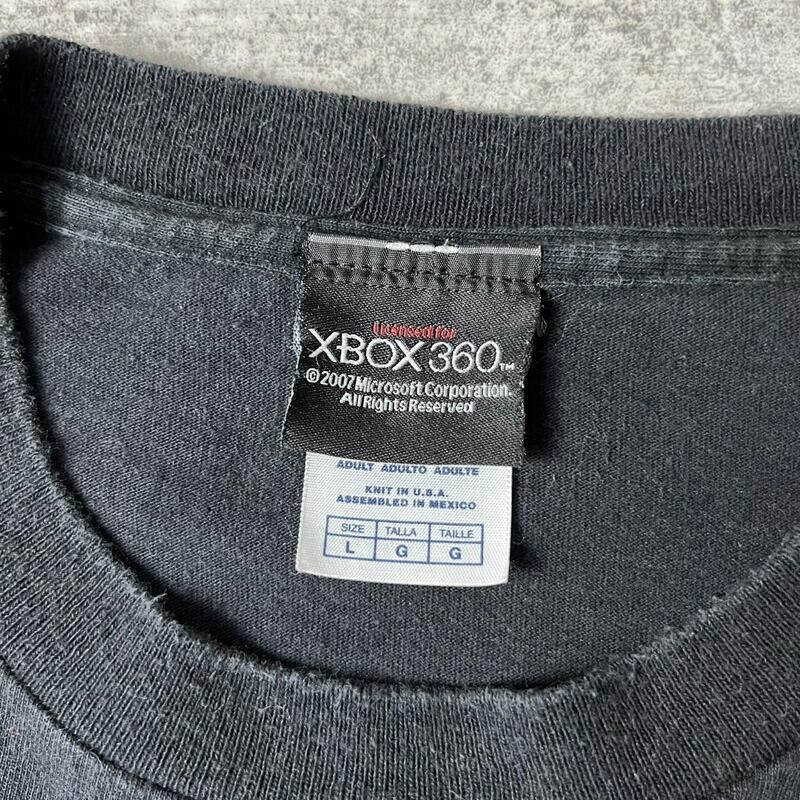 Licensed for
XBOX 360™
©2007 Microsoft Corporation.
All Rights Reserved
ADULT ADULTO ADULTE
KNIT IN U.S.A.
ASSEMBLED IN MEXICO
SIZE TALLA TAILLE
L G G